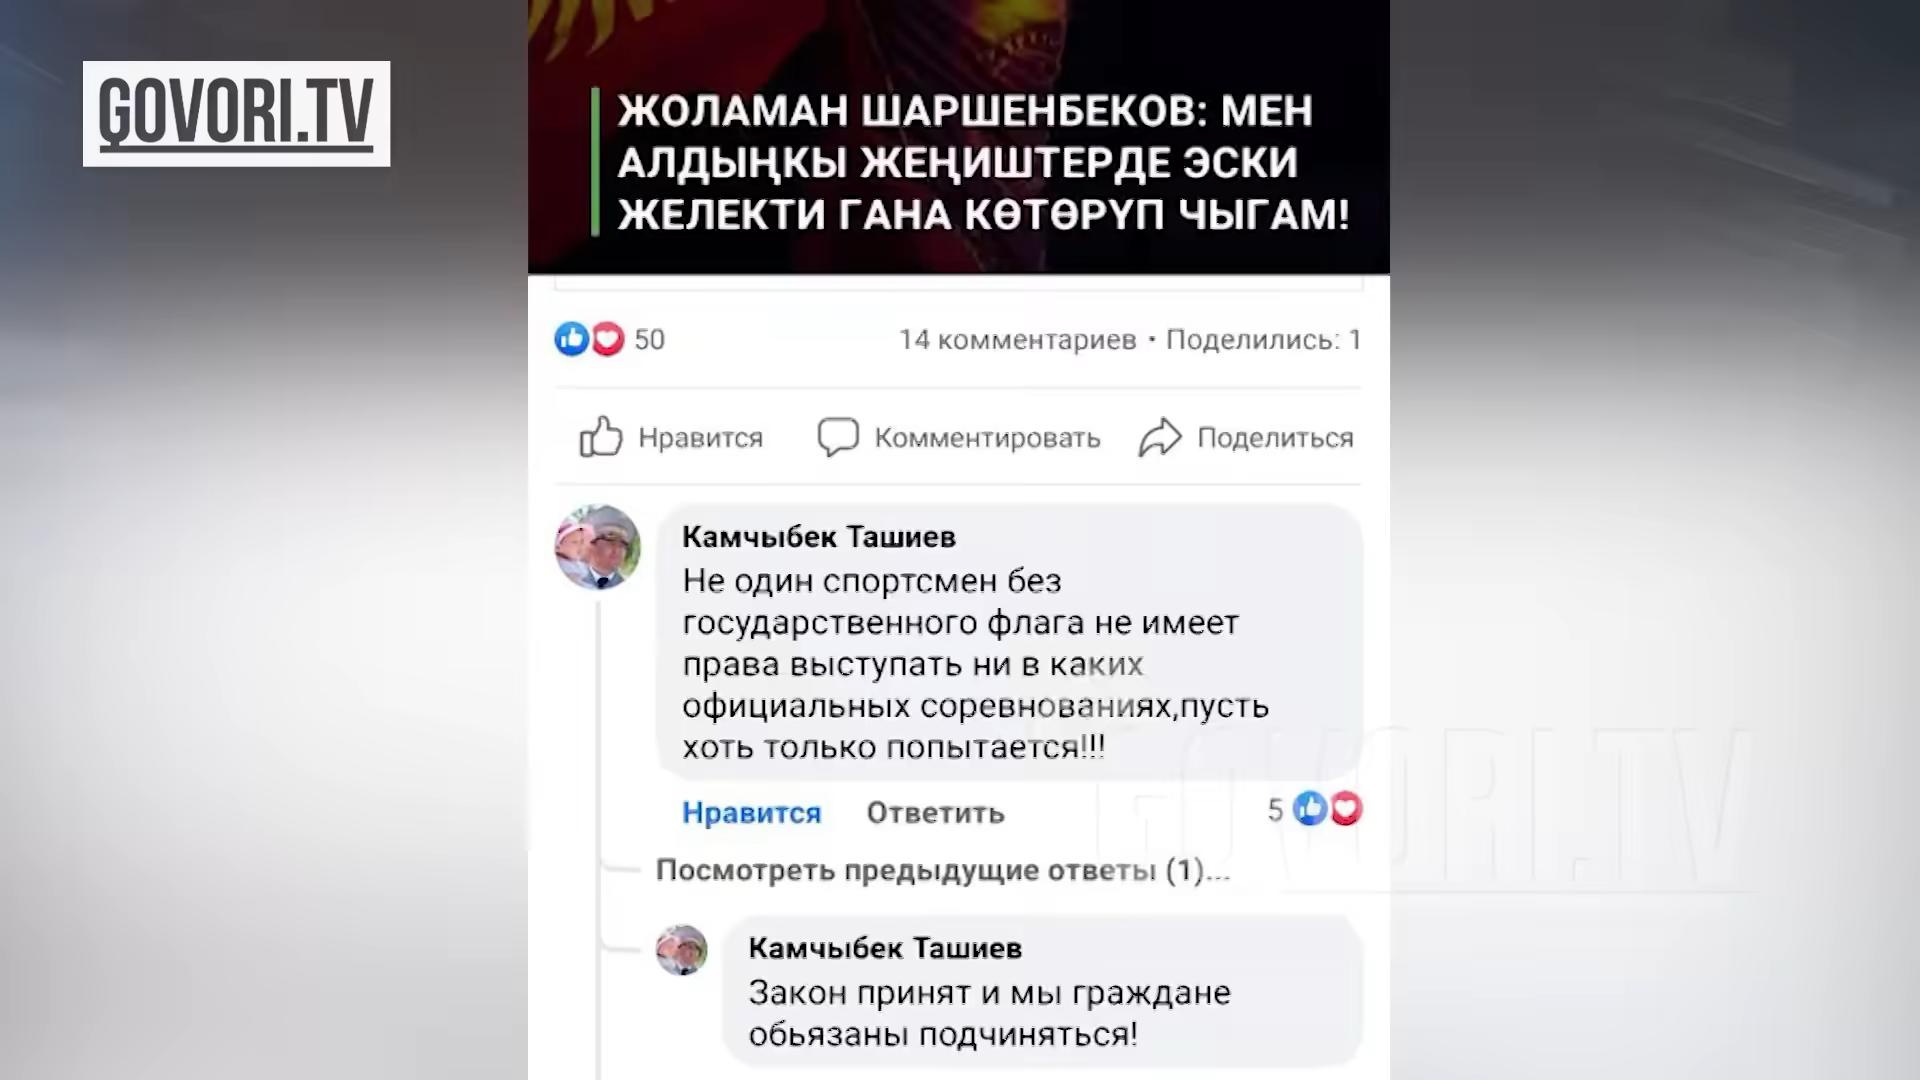 GOVORI.TV
ЖОЛАМАН ШАРШЕНБЕКОВ: МЕН
АЛДЫҢКЫ ЖЕҢИШТЕРДЕ ЭСКИ
ЖЕЛЕКТИ ГАНА КӨТӨРҮП ЧЫГАМ!
50
14 комментариев · Поделились: 1
Нравится Комментировать Поделиться
Камчыбек Ташиев
Не один спортсмен без
государственного флага не имеет
права выступать ни в каких
официальных соревнованиях,пусть
хоть только попытается!!!
Нравится Ответить 5
Посмотреть предыдущие ответы (1)...
Камчыбек Ташиев
Закон принят и мы граждане
обьязаны подчиняться!
GOVORI.TV